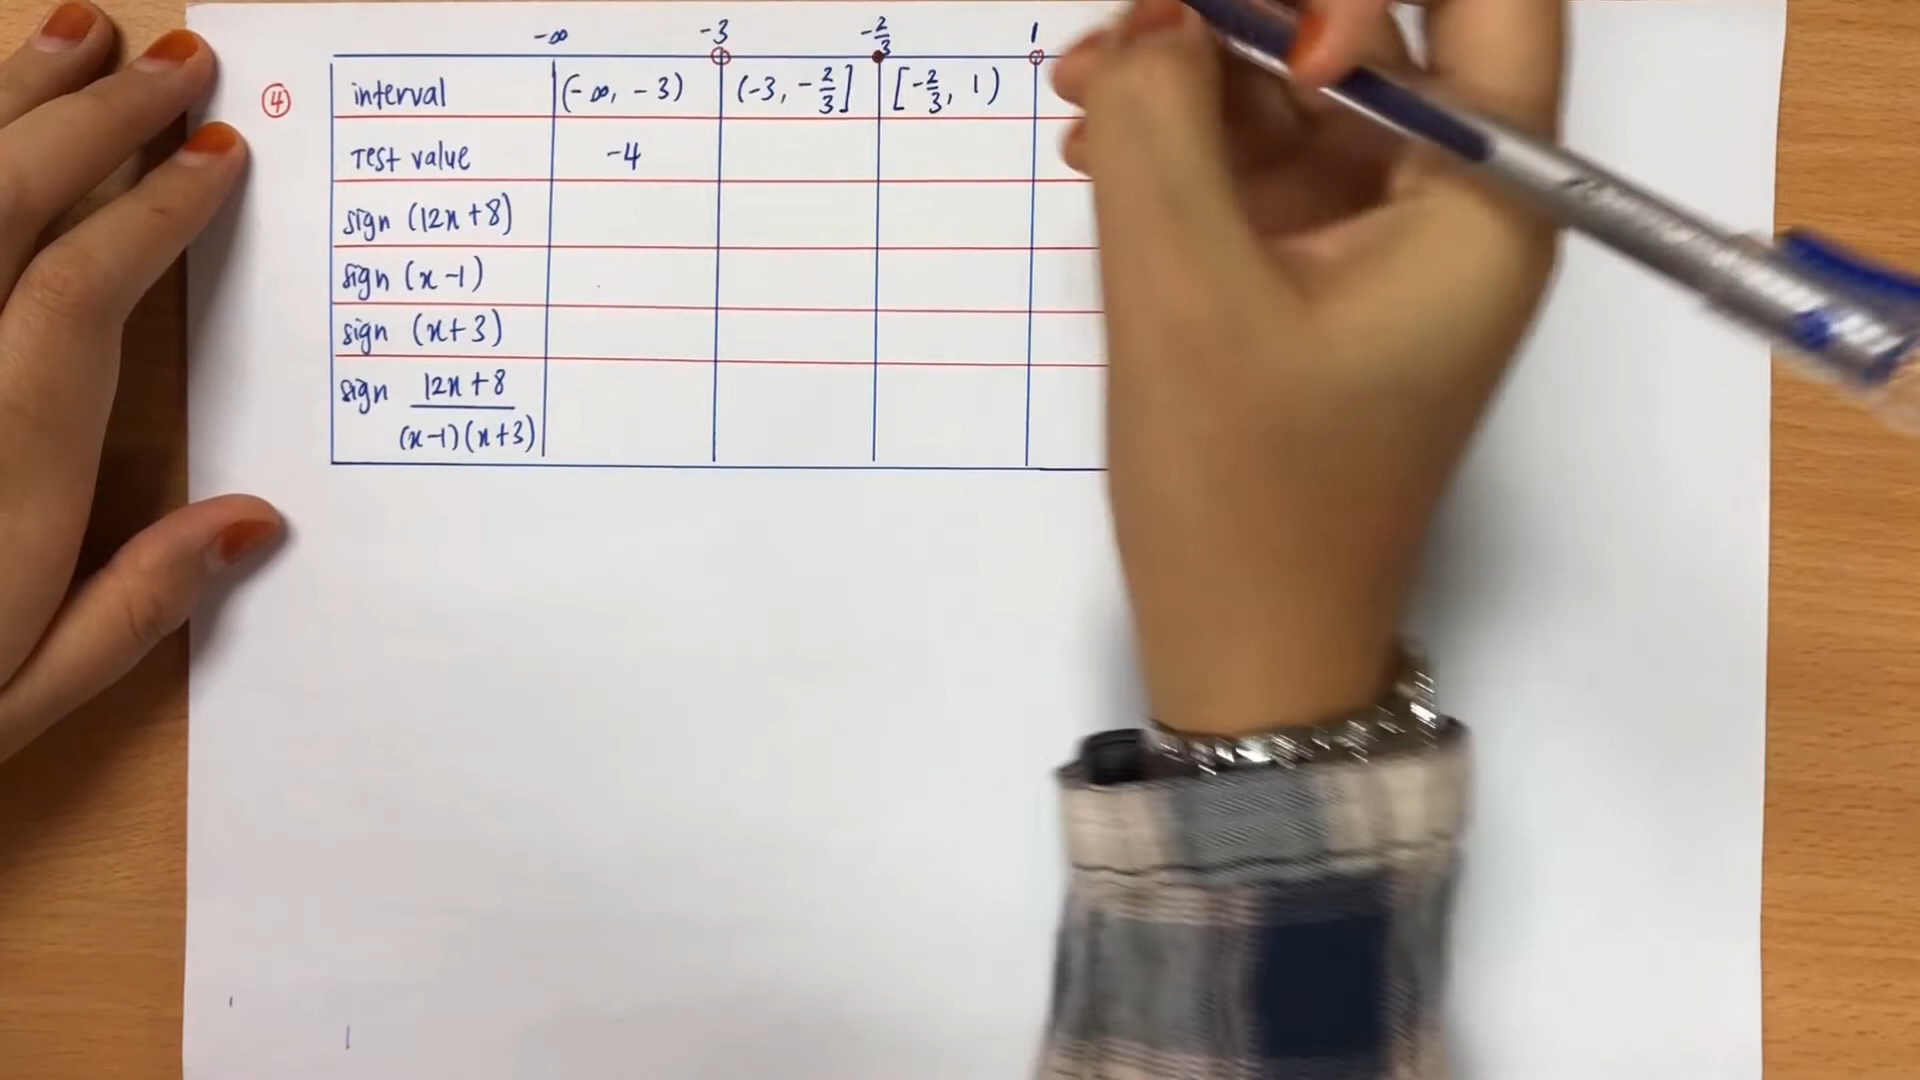 -∞ -3 -2/3 1
④ interval (-∞, -3) (-3, -2/3] [-2/3, 1)
Test value -4
sign (12x+8)
sign (x-1)
sign (x+3)
sign 12x+8
(x-1)(x+3)